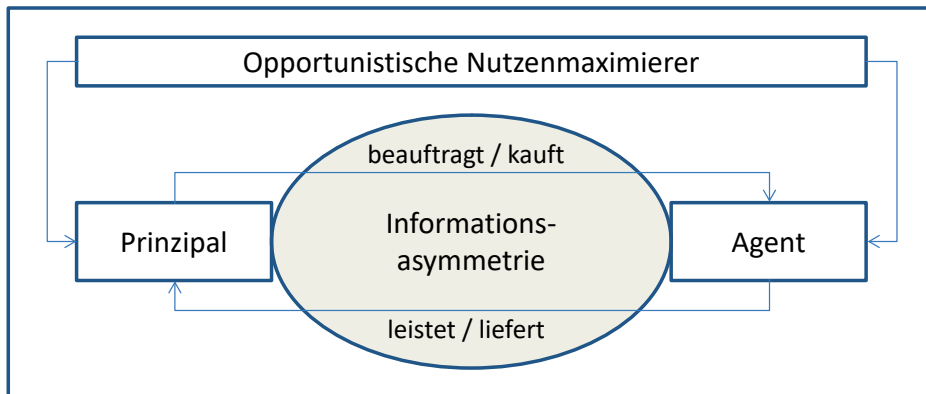 Opportunistische Nutzenmaximierer
beauftragt / kauft
Prinzipal
Informations-
asymmetrie
Agent
leistet / liefert